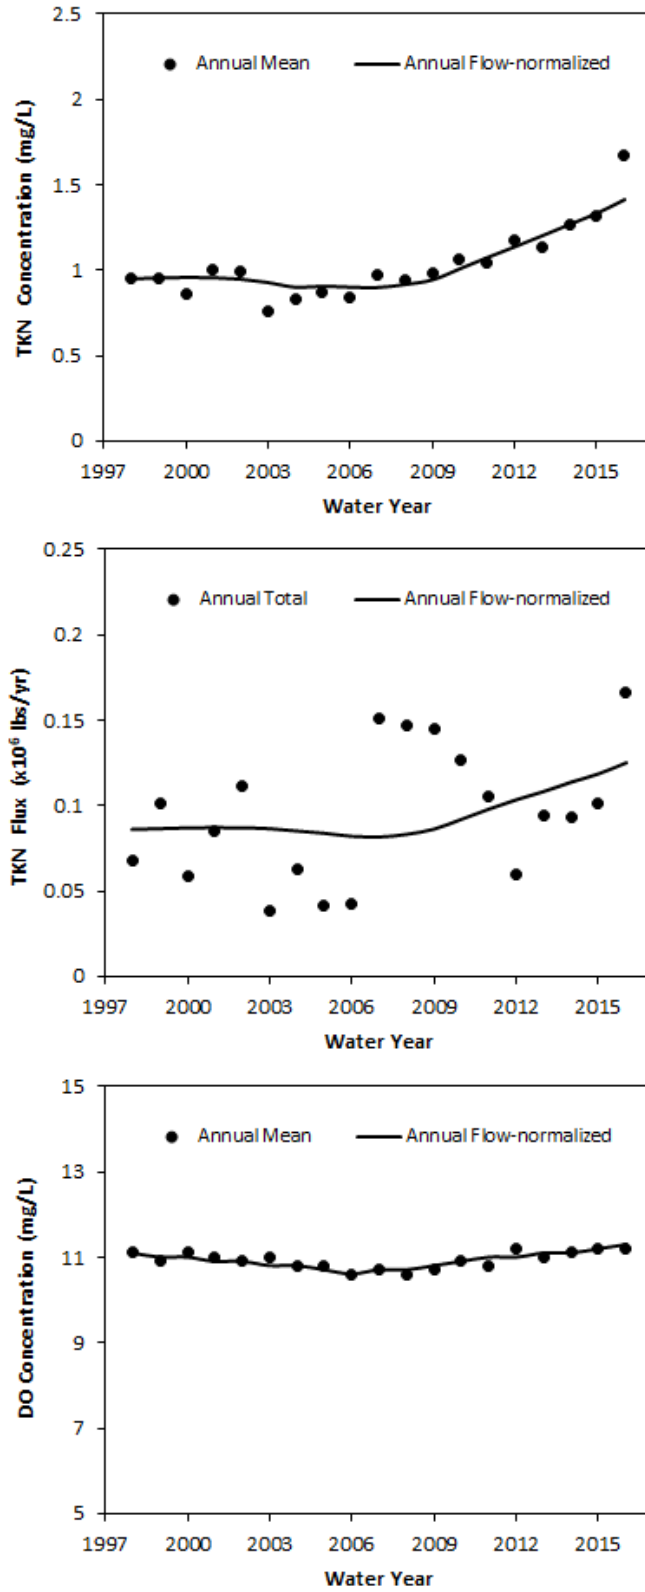 2.5
Annual Mean
Annual Flow-normalized
2
1.5
1
0.5
0
TKN Concentration (mg/L)
1997 2000 2003 2006 2009 2012 2015
Water Year
0.25
Annual Total
Annual Flow-normalized
0.2
0.15
0.1
0.05
0
TKN Flux (x10⁶ lbs/yr)
1997 2000 2003 2006 2009 2012 2015
Water Year
15
Annual Mean
Annual Flow-normalized
13
11
9
7
5
DO Concentration (mg/L)
1997 2000 2003 2006 2009 2012 2015
Water Year